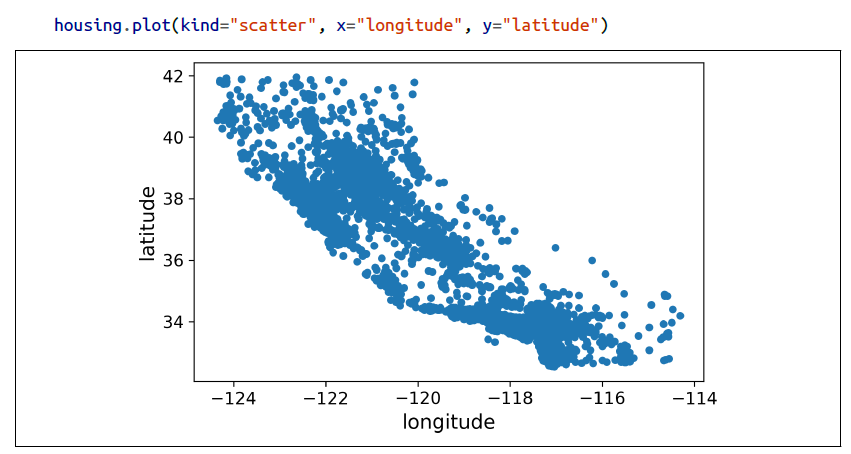 housing.plot(kind="scatter", x="longitude", y="latitude")
42
40
38
36
34
latitude
−124 −122 −120 −118 −116 −114
longitude